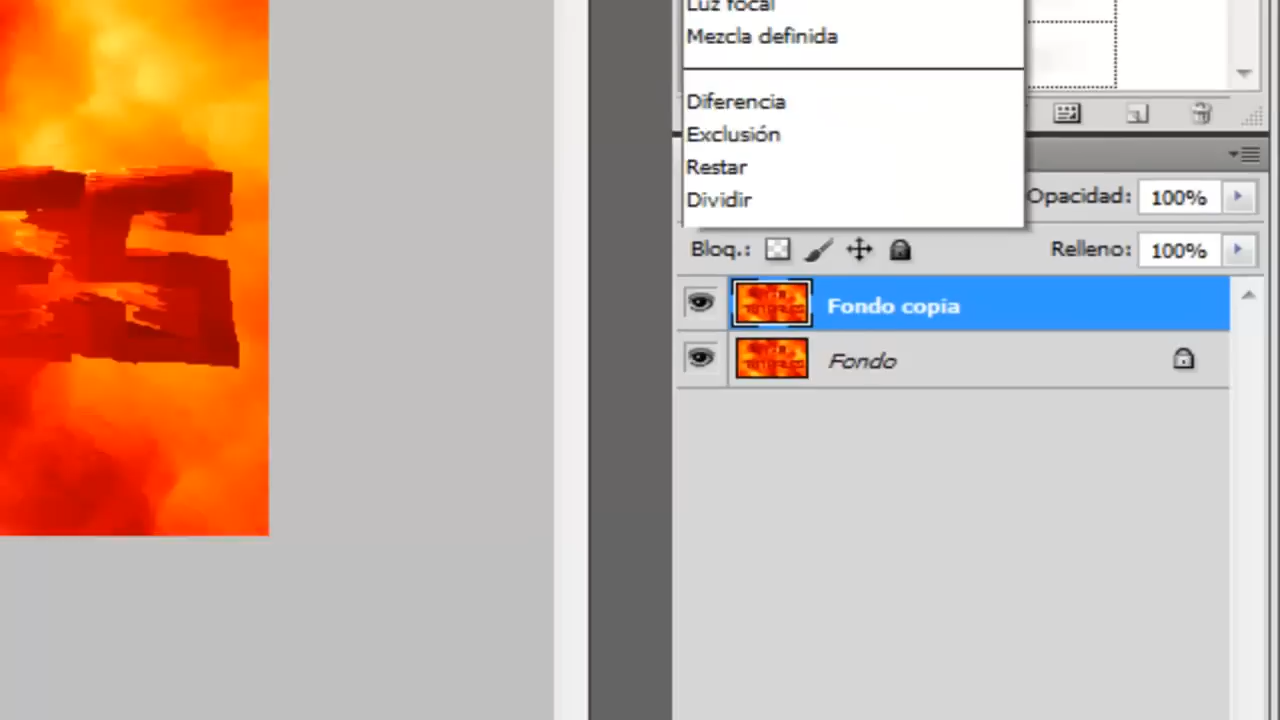 Luz focal
Mezcla definida
Diferencia
Exclusión
Restar
Dividir
Opacidad: 100%
Bloq.: Relleno: 100%
Fondo copia
Fondo